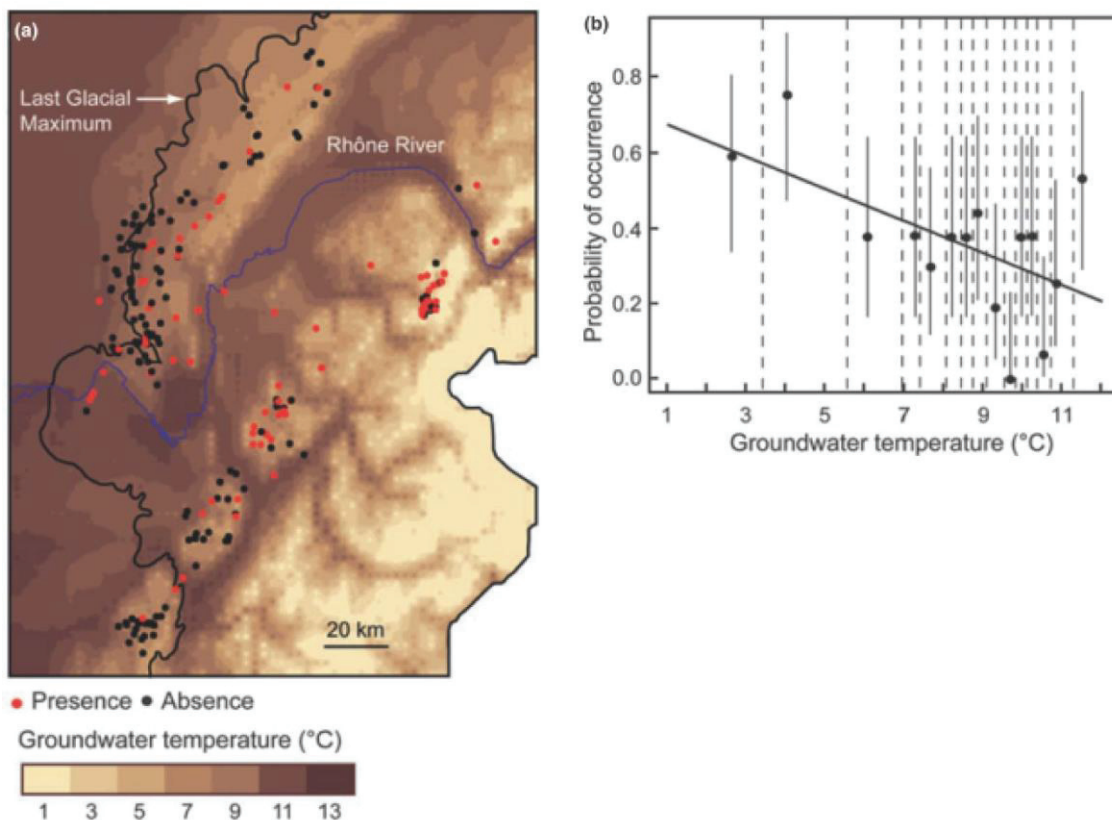 (a)
Last Glacial
Maximum
Rhône River
20 km
Presence Absence
Groundwater temperature (°C)
1 3 5 7 9 11 13
(b)
Probability of occurrence
0.8
0.6
0.4
0.2
0.0
1 3 5 7 9 11
Groundwater temperature (°C)